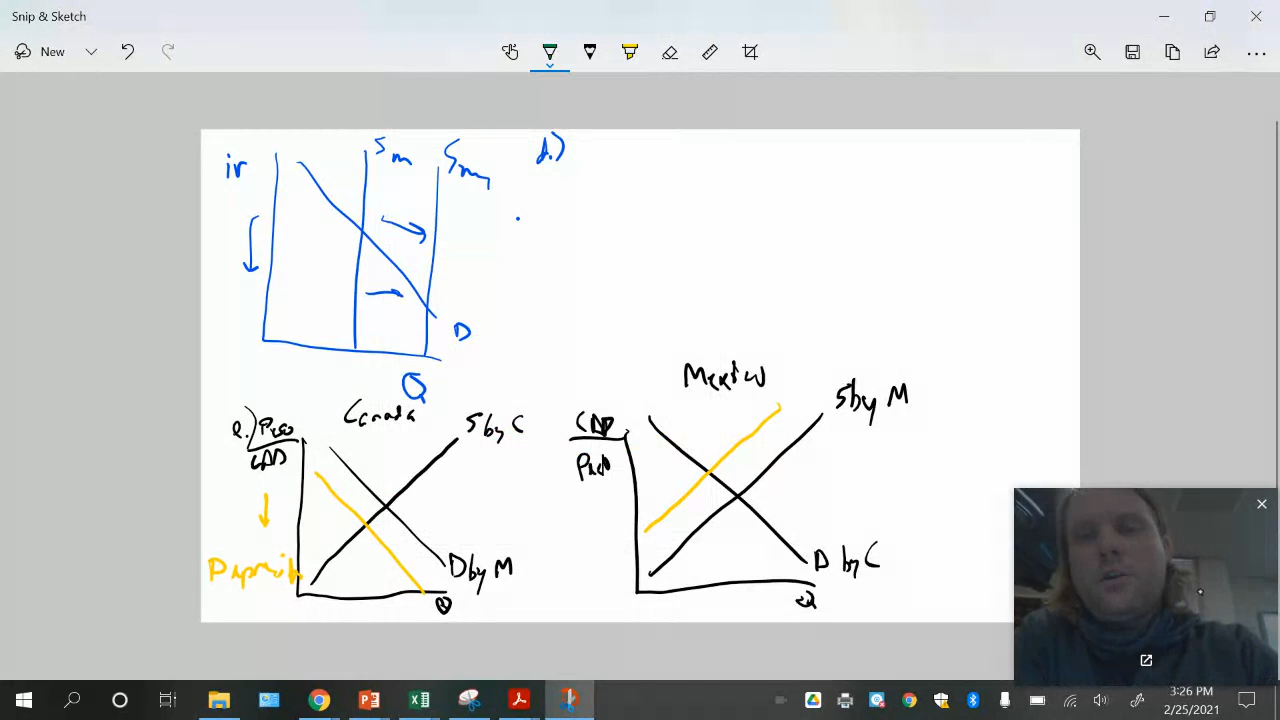 Snip & Sketch
New
ir
Sm
Sm,
d.)
D
Q
Canada
Mexico
e.) Peso
CAD
S by C
CAD
Peso
S by M
D by M
D by C
Q
Q
3:26 PM
2/25/2021